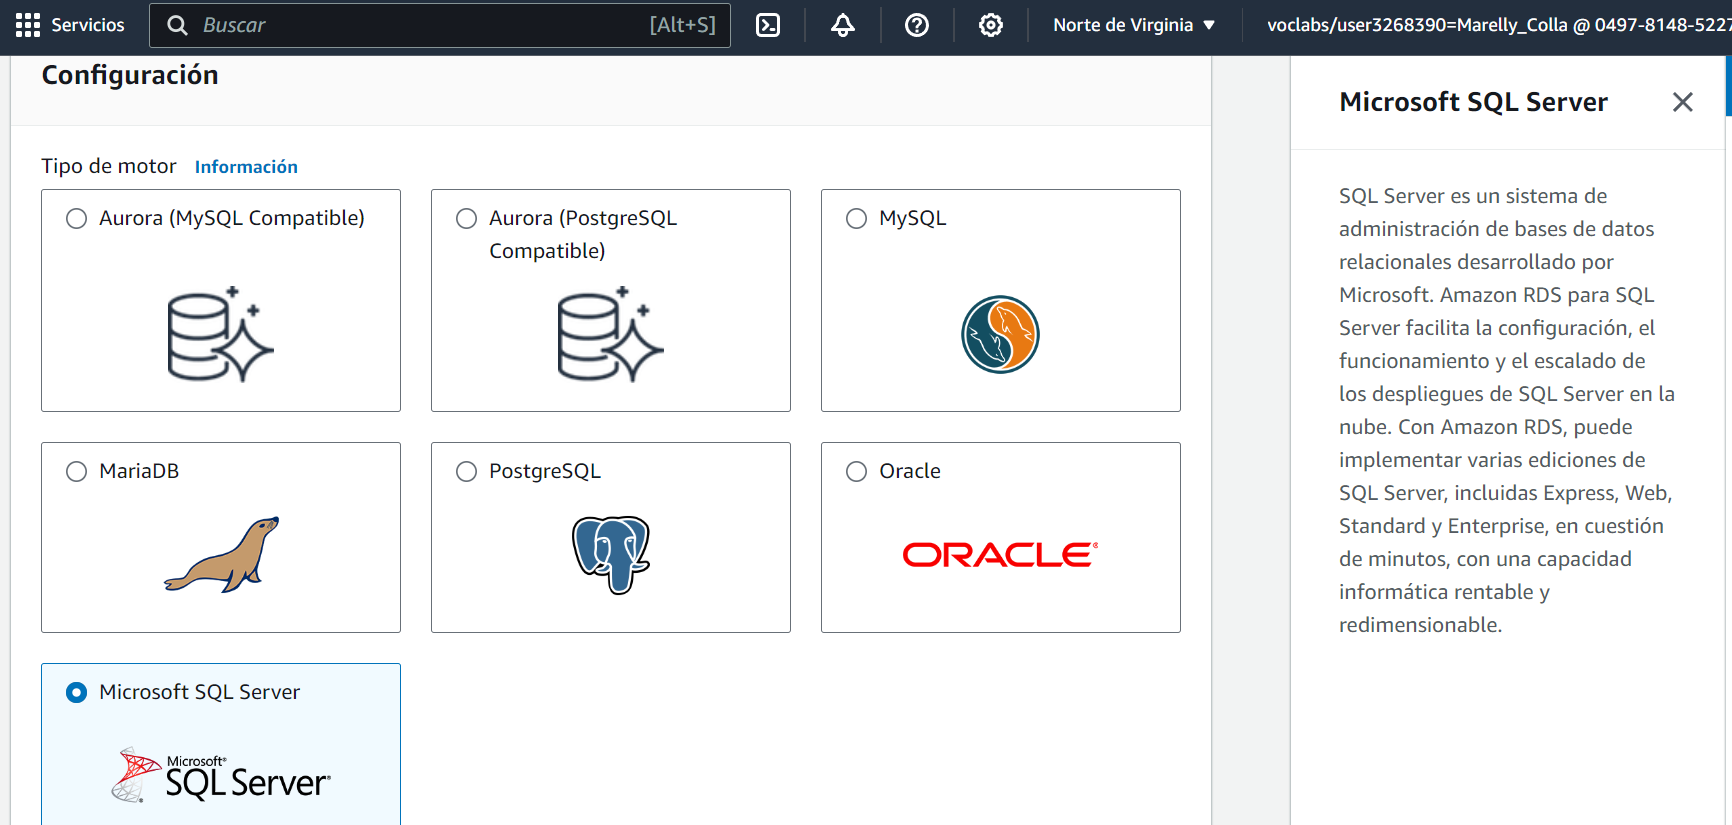 Servicios
Buscar
[Alt+S]
Norte de Virginia ▼
voclabs/user3268390=Marelly_Colla @ 0497-8148-5227
Configuración
Tipo de motor Información
Aurora (MySQL Compatible)
Aurora (PostgreSQL
Compatible)
MySQL
MariaDB
PostgreSQL
Oracle
ORACLE®
Microsoft SQL Server
Microsoft®
SQL Server®
Microsoft SQL Server
SQL Server es un sistema de
administración de bases de datos
relacionales desarrollado por
Microsoft. Amazon RDS para SQL
Server facilita la configuración, el
funcionamiento y el escalado de
los despliegues de SQL Server en la
nube. Con Amazon RDS, puede
implementar varias ediciones de
SQL Server, incluidas Express, Web,
Standard y Enterprise, en cuestión
de minutos, con una capacidad
informática rentable y
redimensionable.